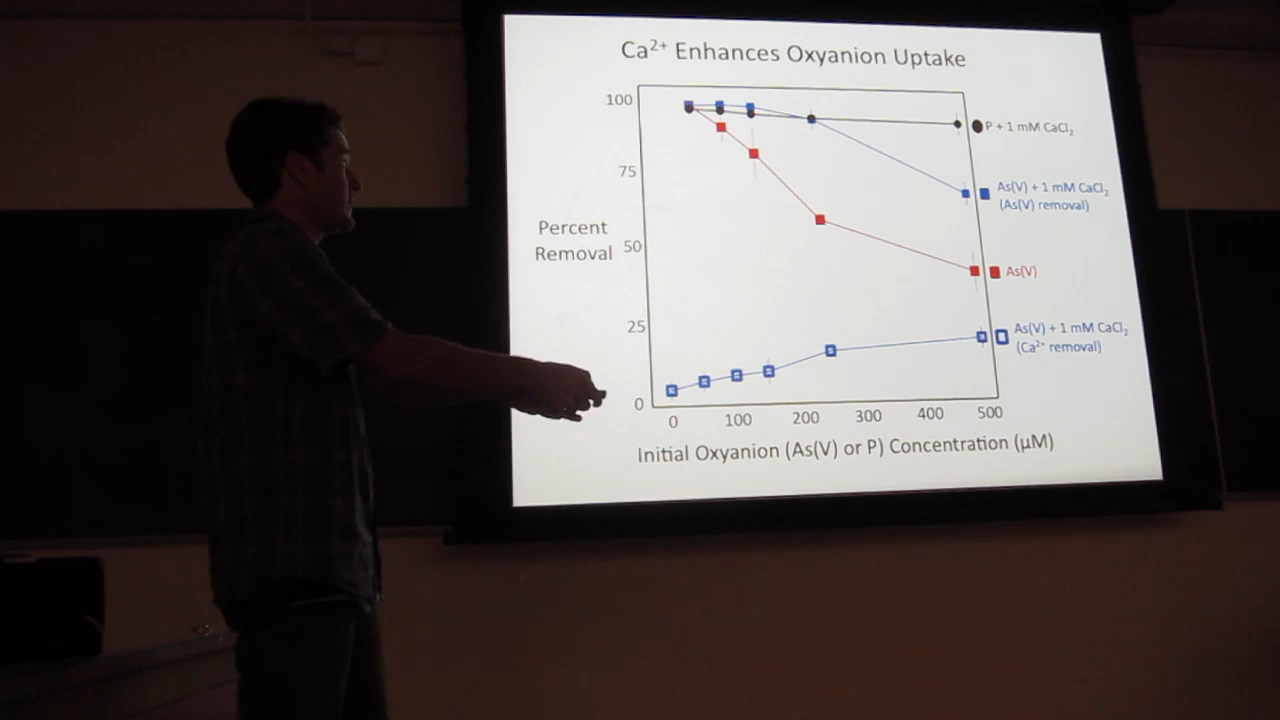 Ca²⁺ Enhances Oxyanion Uptake
100
75
50
25
0
Percent
Removal
P + 1 mM CaCl₂
As(V) + 1 mM CaCl₂
(As(V) removal)
As(V)
As(V) + 1 mM CaCl₂
(Ca²⁺ removal)
0 100 200 300 400 500
Initial Oxyanion (As(V) or P) Concentration (µM)